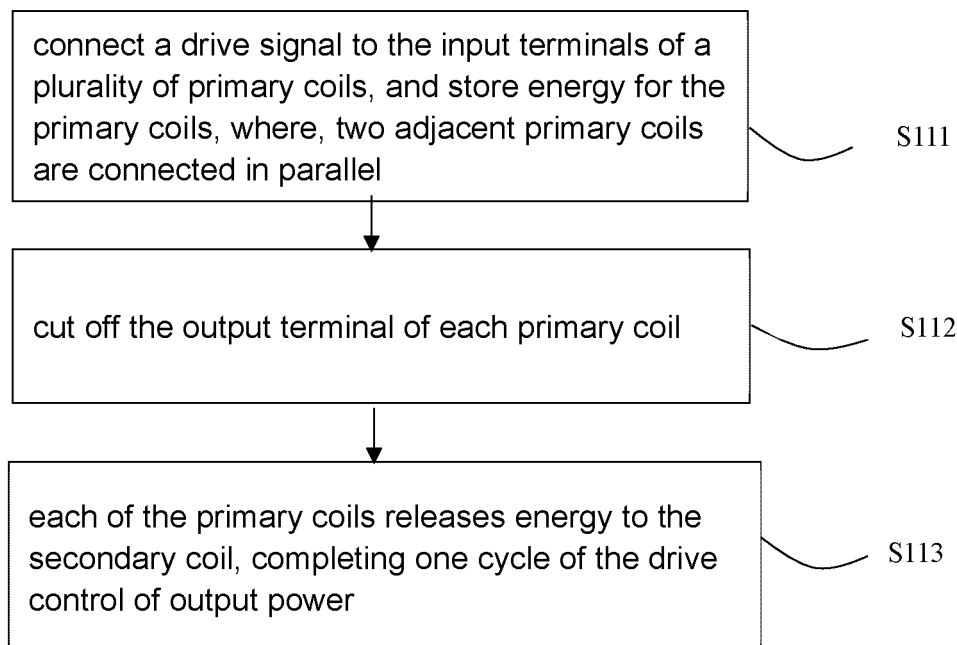 connect a drive signal to the input terminals of a
plurality of primary coils, and store energy for the
primary coils, where, two adjacent primary coils
are connected in parallel
S111
cut off the output terminal of each primary coil
S112
each of the primary coils releases energy to the
secondary coil, completing one cycle of the drive
control of output power
S113